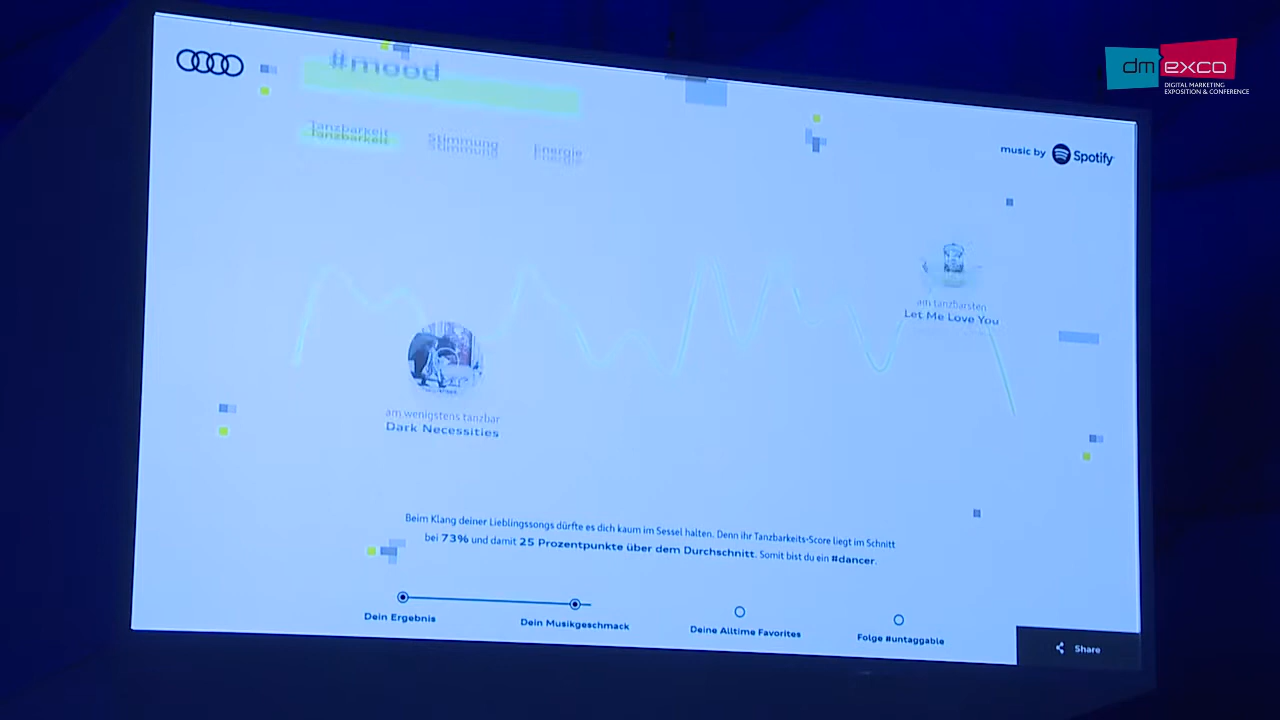 #mood
dmexco
DIGITAL MARKETING
EXPOSITION & CONFERENCE
Tanzbarkeit
Stimmung
Energie
music by Spotify
am tanzbarsten
Let Me Love You
am wenigstens tanzbar
Dark Necessities
Beim Klang deiner Lieblingssongs dürfte es dich kaum im Sessel halten. Denn ihr Tanzbarkeits-Score liegt im Schnitt
bei 73% und damit 25 Prozentpunkte über dem Durchschnitt. Somit bist du ein #dancer.
Dein Ergebnis
Dein Musikgeschmack
Deine Alltime Favorites
Folge #untaggable
Share